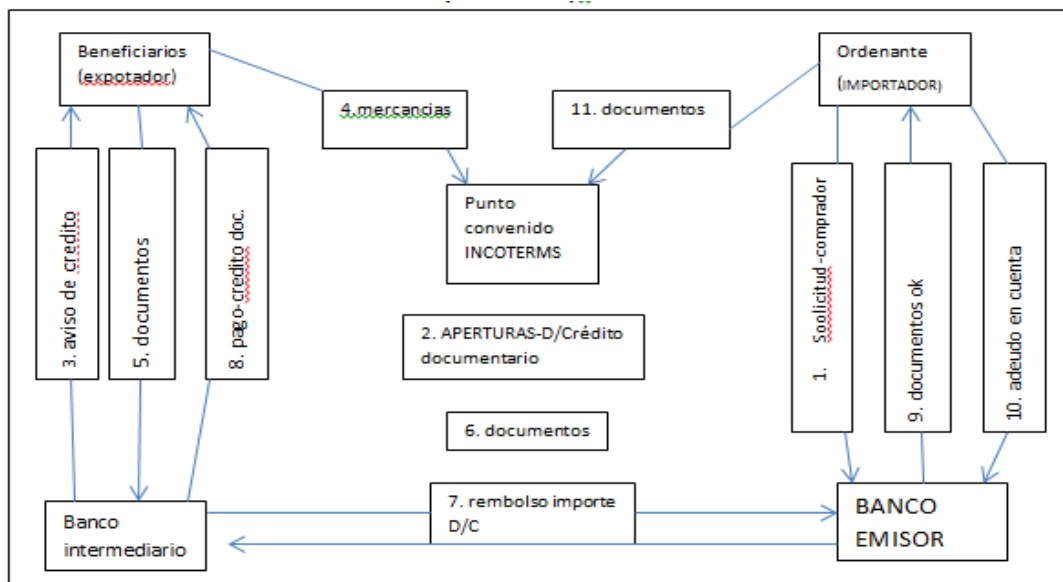 Beneficiarios
(expotador)
Ordenante
(IMPORTADOR)
4.mercancias
11. documentos
Punto
convenido
INCOTERMS
3. aviso de credito
5. documentos
8. pago-credito doc.
1. Soolicitud-comprador
9. documentos ok
10. adeudo en cuenta
2. APERTURAS-D/Crédito
documentario
6. documentos
7. rembolso importe
D/C
Banco
intermediario
BANCO
EMISOR